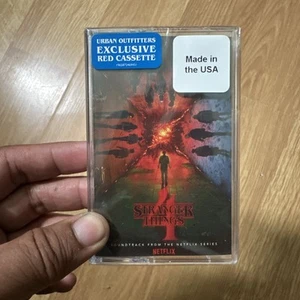 URBAN OUTFITTERS
EXCLUSIVE
RED CASSETTE
Made in
the USA
STRANGER
THINGS
4
SOUNDTRACK FROM THE NETFLIX SERIES
NETFLIX